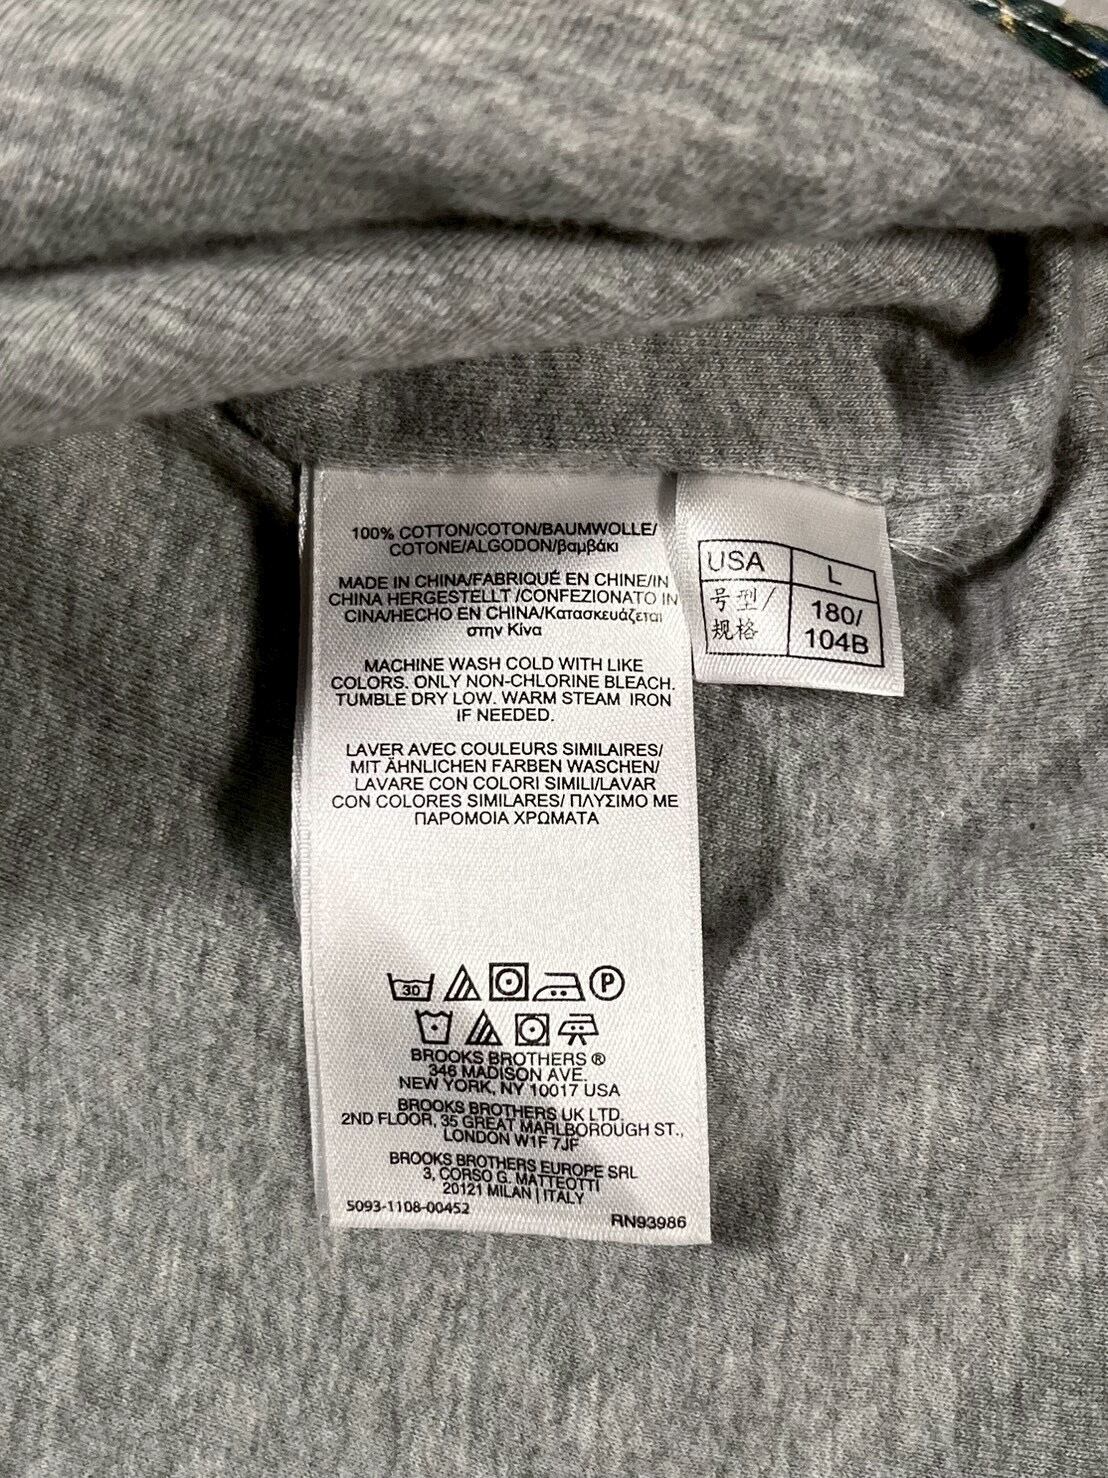 100% COTTON/COTON/BAUMWOLLE/
COTONE/ALGODON/βαμβάκι
MADE IN CHINA/FABRIQUÉ EN CHINE/IN
CHINA HERGESTELLT /CONFEZIONATO IN
CINA/HECHO EN CHINA/Κατασκευάζεται
στην Κίνα
MACHINE WASH COLD WITH LIKE
COLORS. ONLY NON-CHLORINE BLEACH.
TUMBLE DRY LOW. WARM STEAM IRON
IF NEEDED.
LAVER AVEC COULEURS SIMILAIRES/
MIT ÄHNLICHEN FARBEN WASCHEN/
LAVARE CON COLORI SIMILI/LAVAR
CON COLORES SIMILARES/ ΠΛΥΣΙΜΟ ΜΕ
ΠΑΡΟΜΟΙΑ ΧΡΩΜΑΤΑ
30 P
BROOKS BROTHERS ®
346 MADISON AVE.
NEW YORK, NY 10017 USA
BROOKS BROTHERS UK LTD.
2ND FLOOR, 35 GREAT MARLBOROUGH ST.,
LONDON W1F 7JF
BROOKS BROTHERS EUROPE SRL
3, CORSO G. MATTEOTTI
20121 MILAN | ITALY
5093-1108-00452
RN93986
USA L
号型/ 180/
规格 104B